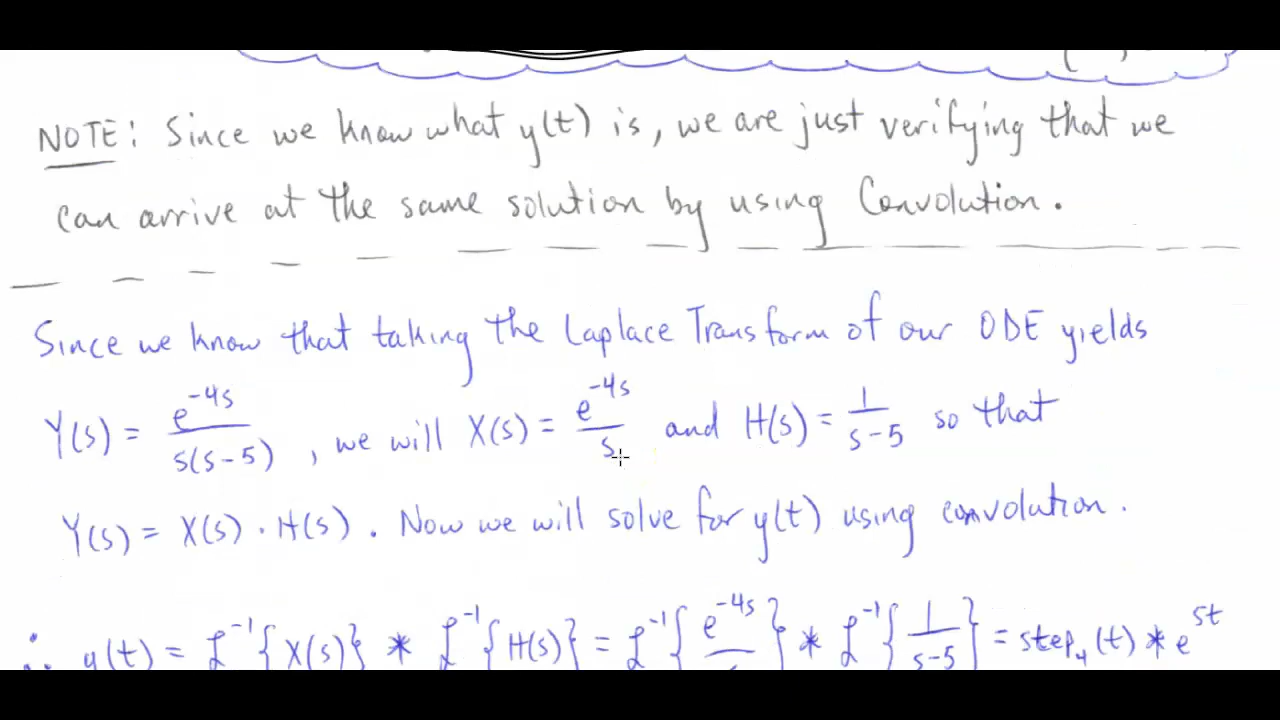 NOTE: Since we know what y(t) is, we are just verifying that we
can arrive at the same solution by using Convolution.
Since we know that taking the Laplace Transform of our ODE yields
Y(s) = e^{-4s}/(s(s-5)), we will X(s) = e^{-4s}/s and H(s) = 1/(s-5) so that
Y(s) = X(s) · H(s). Now we will solve for y(t) using convolution.
∴ y(t) = ℒ^{-1}{X(s)} * ℒ^{-1}{H(s)} = ℒ^{-1}{e^{-4s}/} * ℒ^{-1}{1/(s-5)} = step_4(t) * e^{5t}